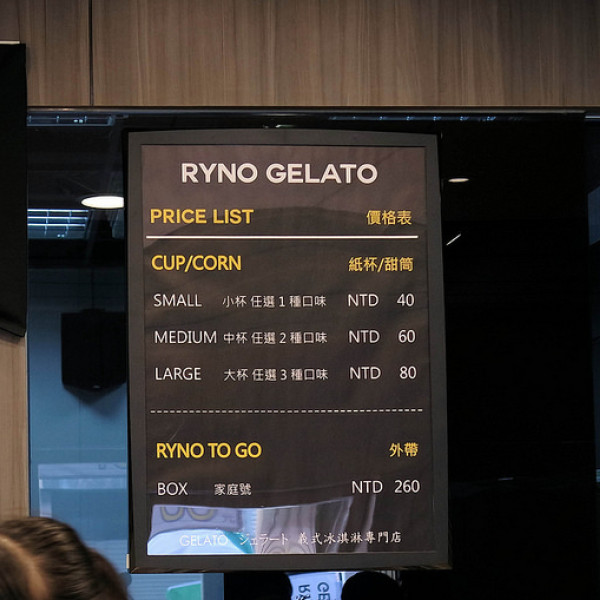 RYNO GELATO
PRICE LIST 價格表
CUP/CORN 紙杯/甜筒
SMALL 小杯 任選 1 種口味 NTD 40
MEDIUM 中杯 任選 2 種口味 NTD 60
LARGE 大杯 任選 3 種口味 NTD 80
RYNO TO GO 外帶
BOX 家庭號 NTD 260
GELATO ジェラート 義式冰淇淋專門店